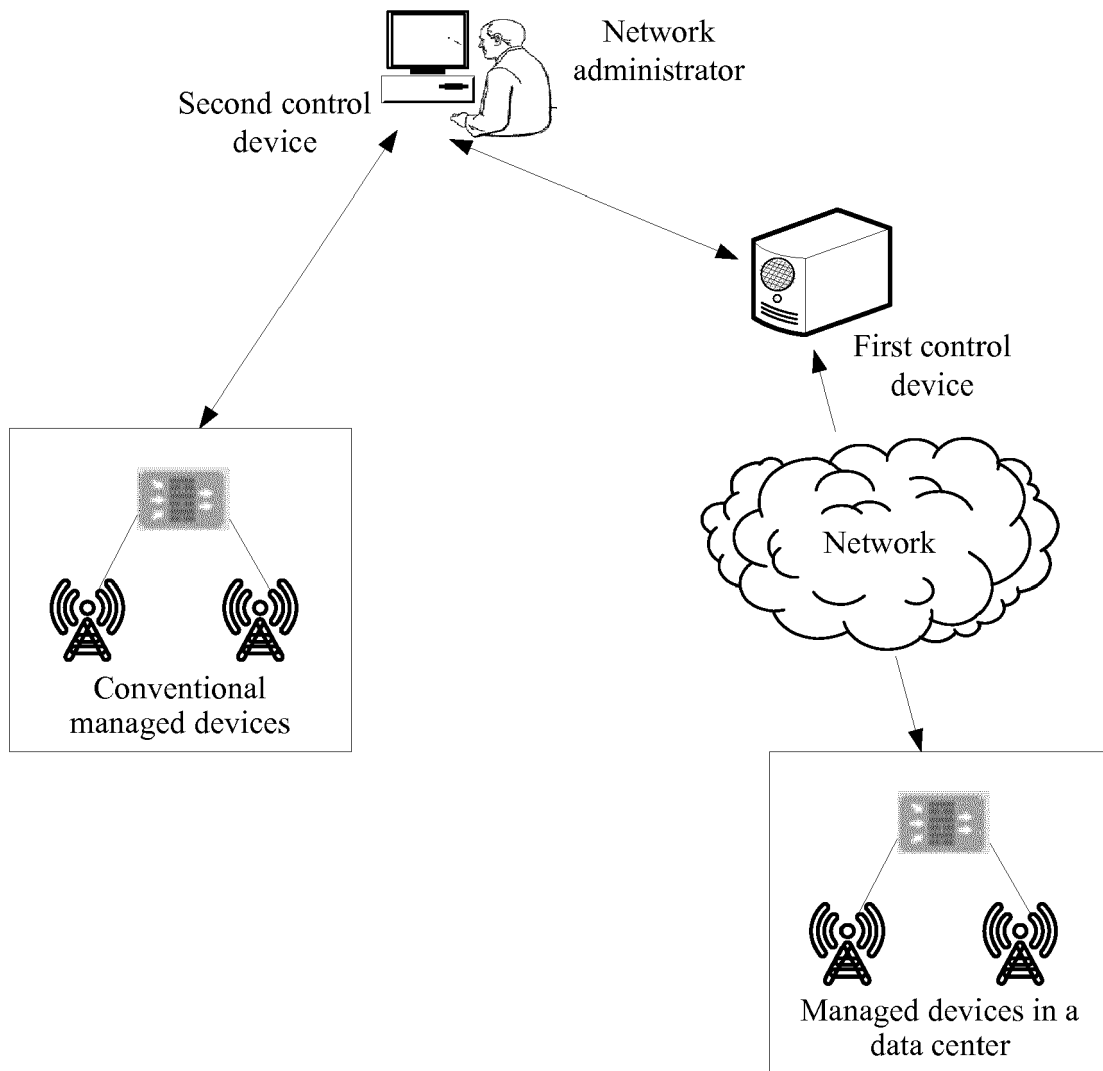 Network
administrator
Second control
device
First control
device
Network
Conventional
managed devices
Managed devices in a
data center